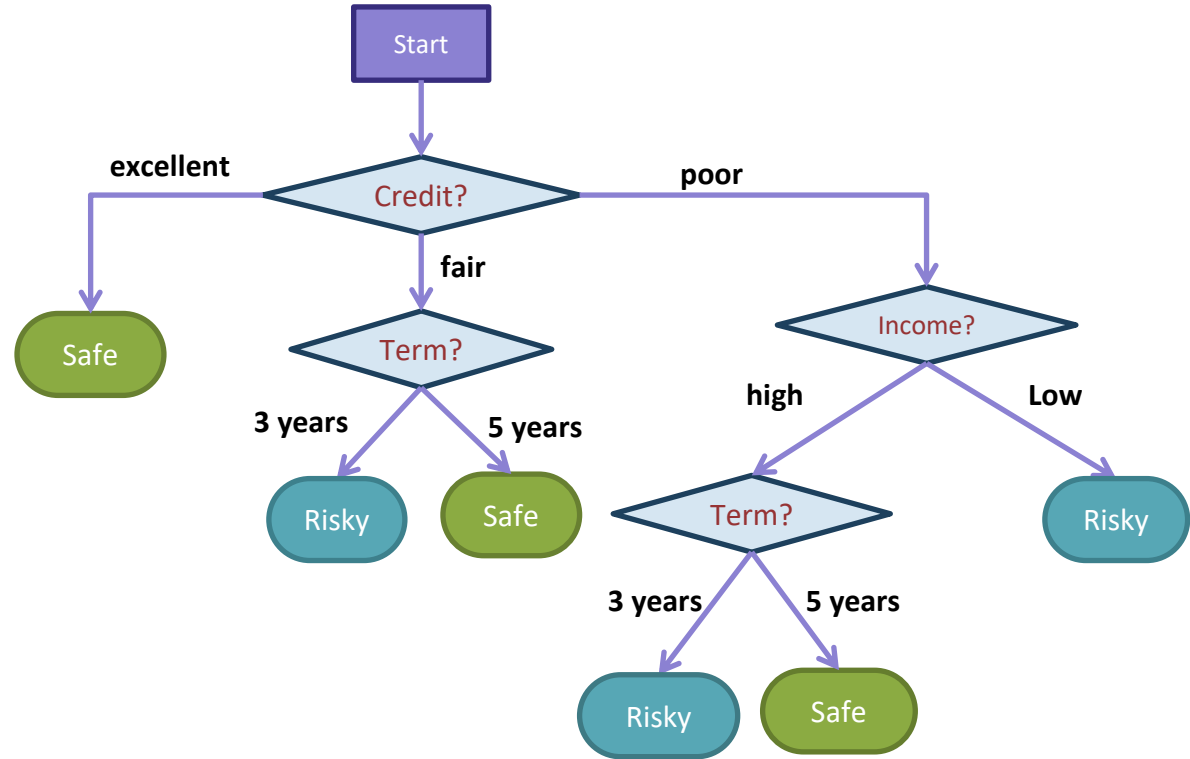 Start
excellent
Credit?
poor
fair
Safe
Term?
Income?
3 years
5 years
high
Low
Risky
Safe
Term?
Risky
3 years
5 years
Risky
Safe